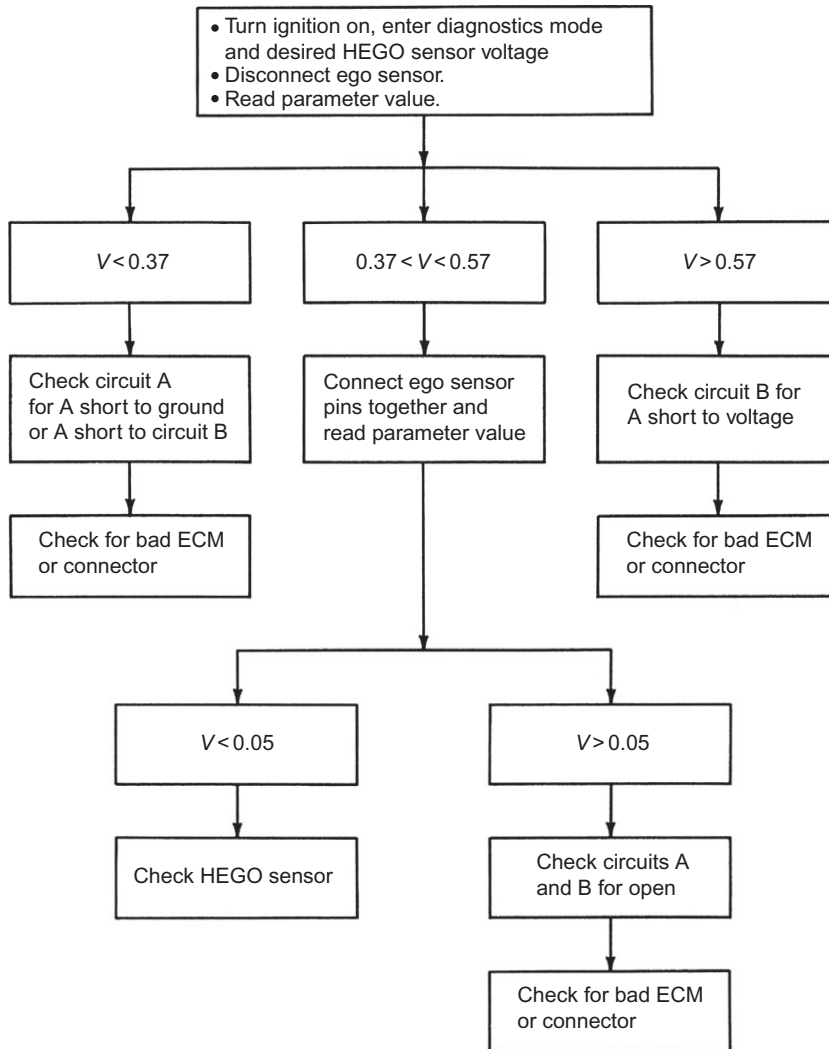 • Turn ignition on, enter diagnostics mode
and desired HEGO sensor voltage
• Disconnect ego sensor.
• Read parameter value.
V < 0.37
0.37 < V < 0.57
V > 0.57
Check circuit A
for A short to ground
or A short to circuit B
Connect ego sensor
pins together and
read parameter value
Check circuit B for
A short to voltage
Check for bad ECM
or connector
Check for bad ECM
or connector
V < 0.05
V > 0.05
Check HEGO sensor
Check circuits A
and B for open
Check for bad ECM
or connector